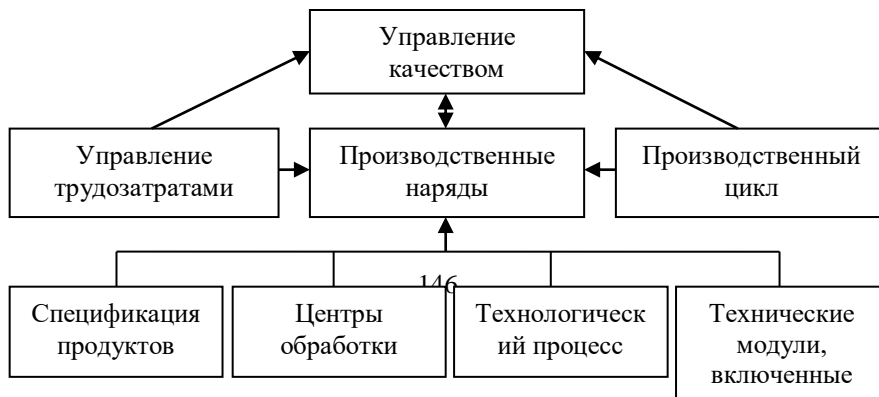 Управление
качеством
Управление
трудозатратами
Производственные
наряды
Производственный
цикл
146
Спецификация
продуктов
Центры
обработки
Технологическ
ий процесс
Технические
модули,
включенные